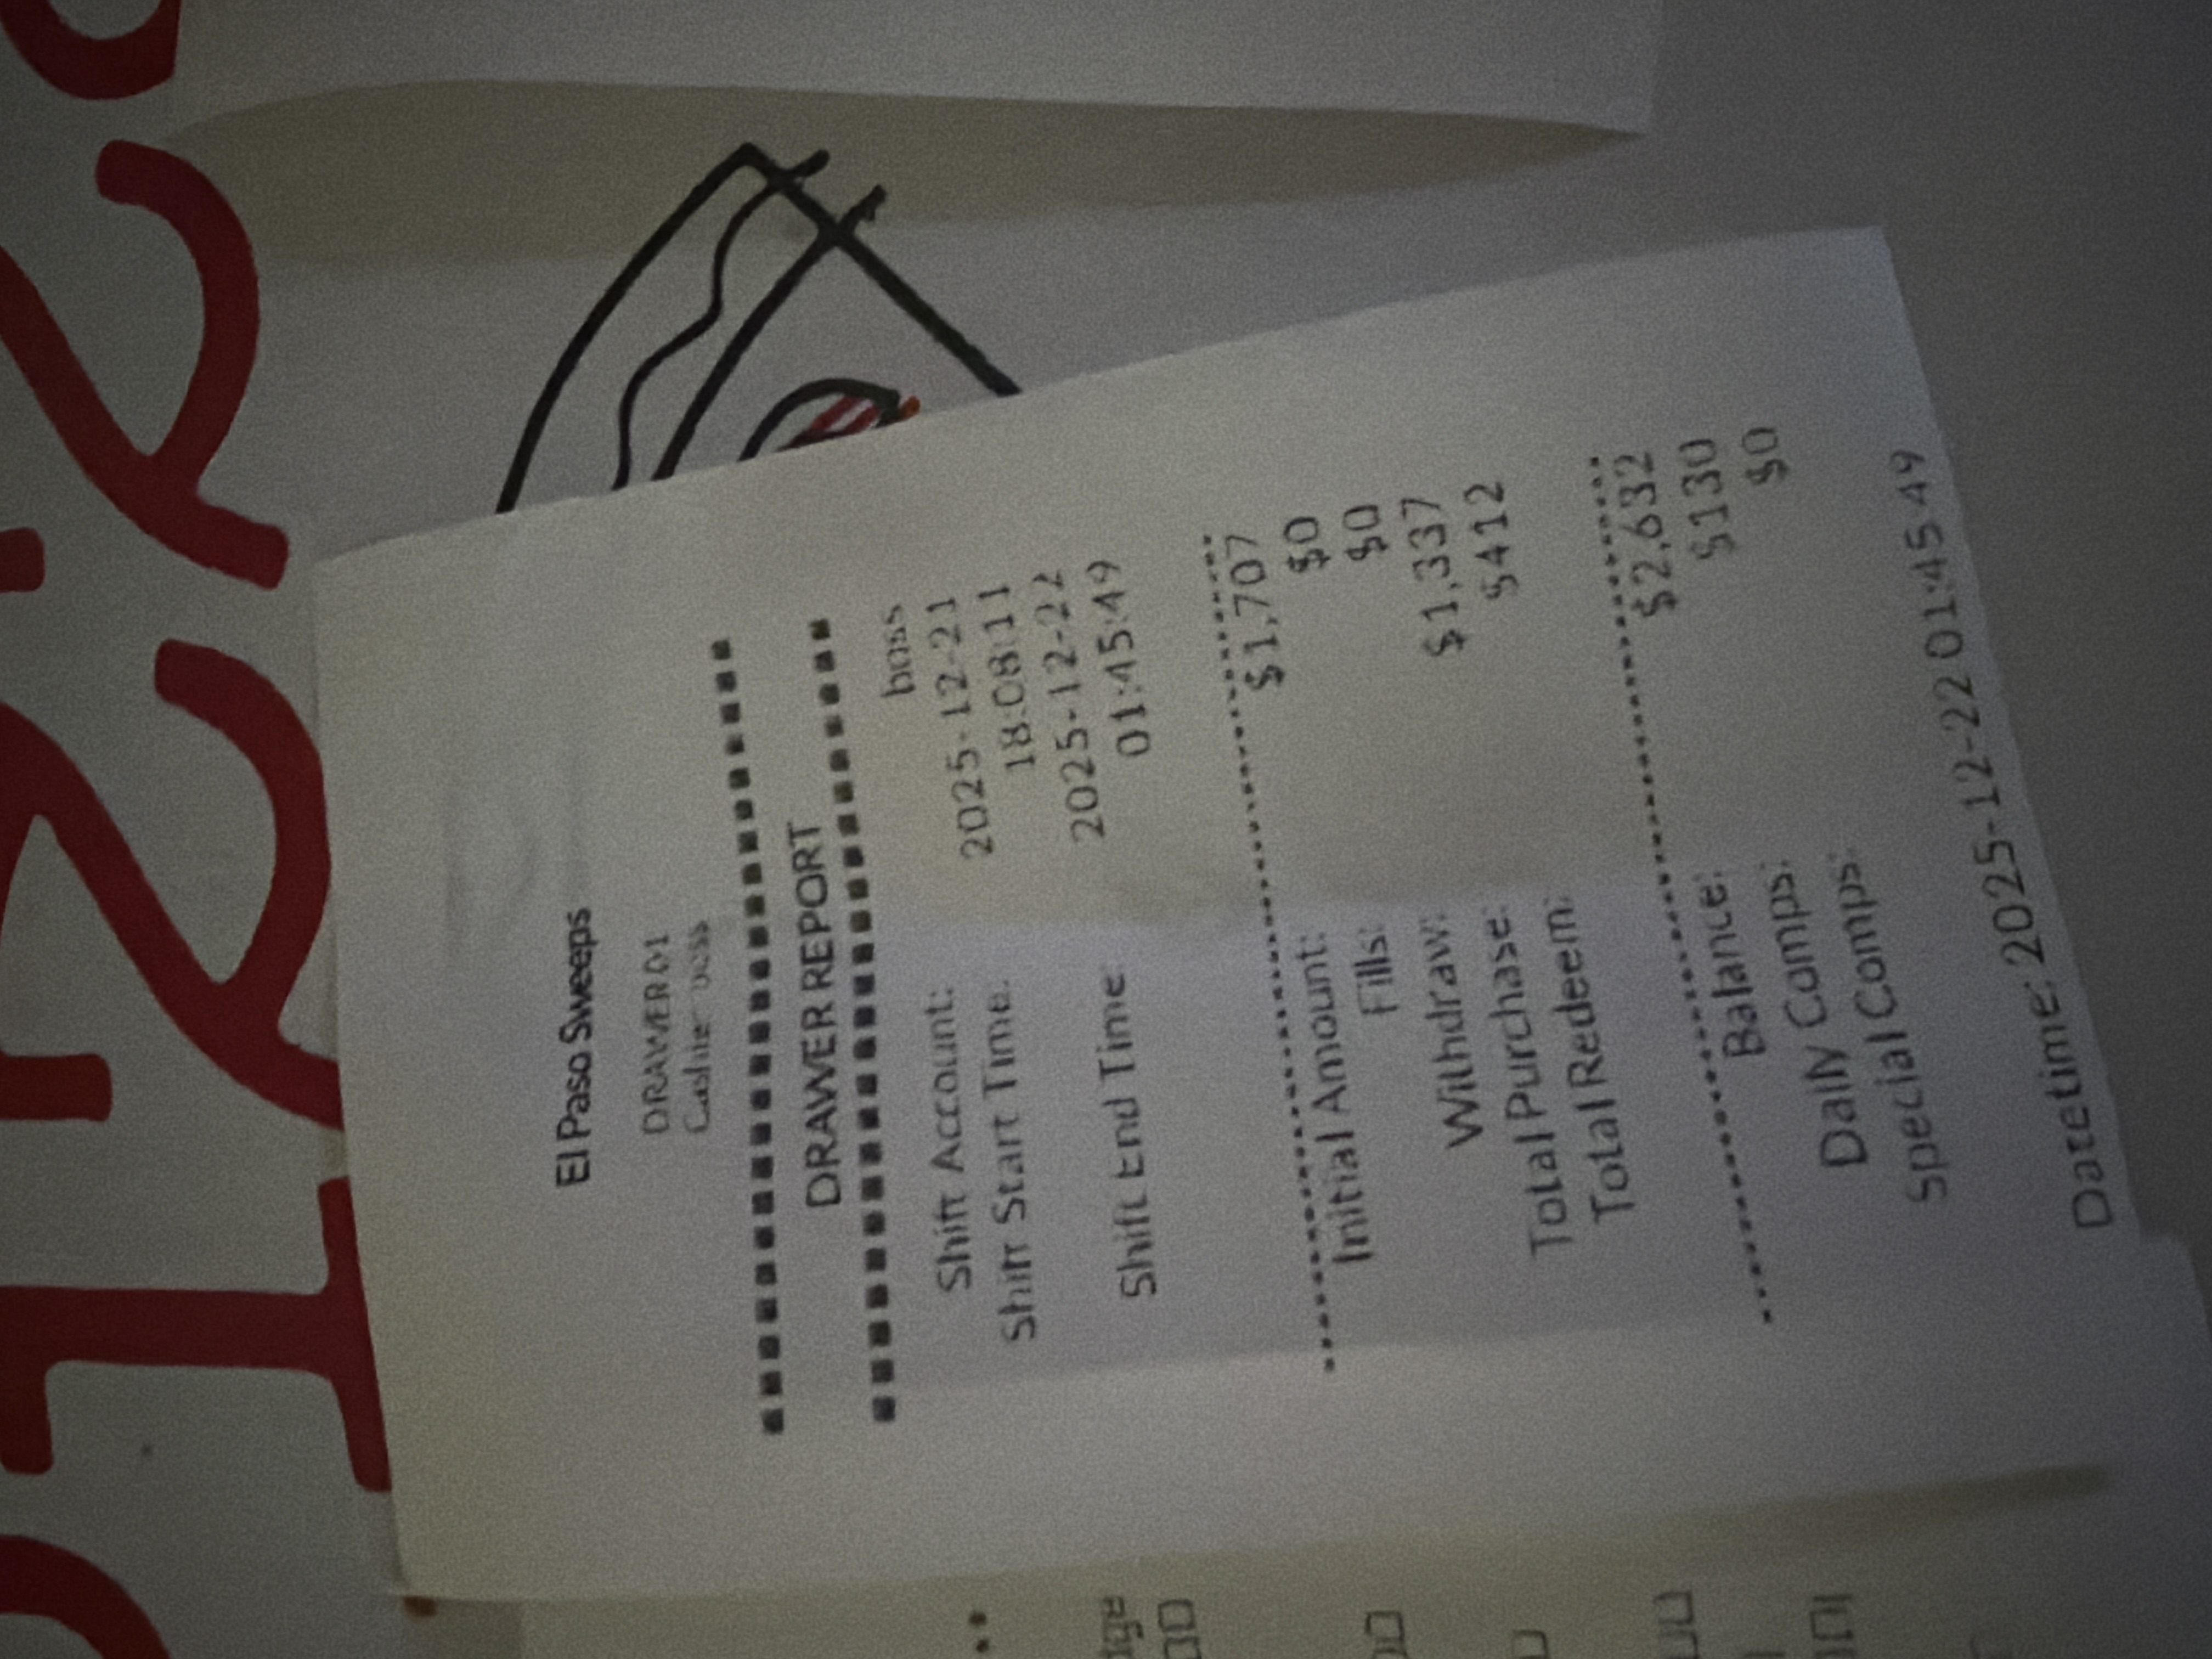 El Paso Sweeps
DRAWER 01
Cashier boss
DRAWER REPORT
Shift Account: boss
Shift Start Time: 2025-12-21
18:08:11
Shift End Time: 2025-12-22
01:45:49
Initial Amount: $1,707
Fills: $0
Withdraw: $0
Total Purchase: $1,337
Total Redeem: $412
Balance: $2,632
Daily Comps: $130
Special Comps: $0
Datetime: 2025-12-22 01:45:49